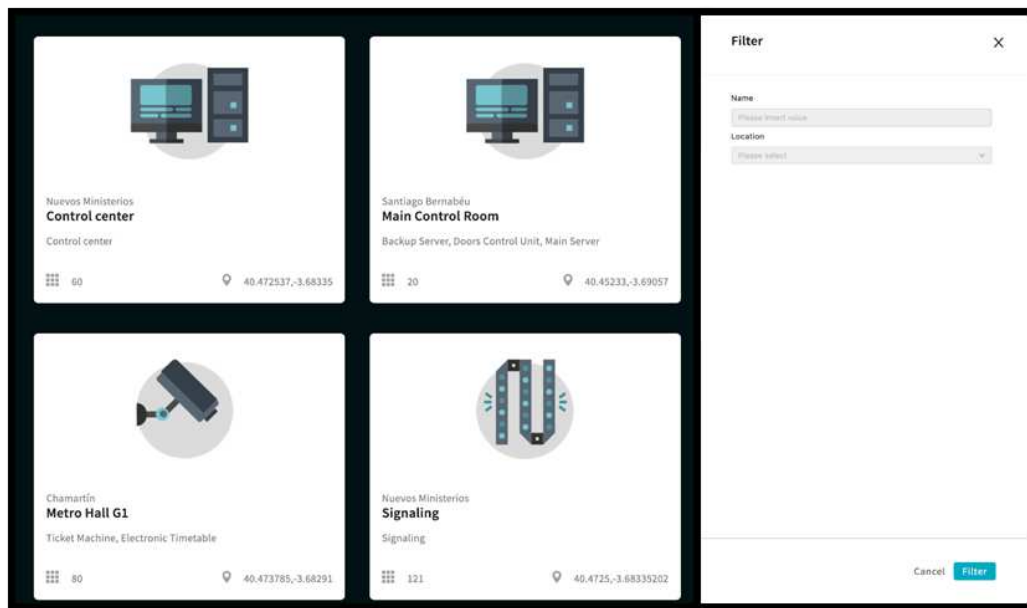 Nuevos Ministerios
Control center
Control center
60 40.472537,-3.68335
Santiago Bernabéu
Main Control Room
Backup Server, Doors Control Unit, Main Server
20 40.45233,-3.69057
Chamartín
Metro Hall G1
Ticket Machine, Electronic Timetable
80 40.473785,-3.68291
Nuevos Ministerios
Signaling
Signaling
121 40.4725,-3.68335202
Filter
Name
Please insert value
Location
Please select
Cancel Filter